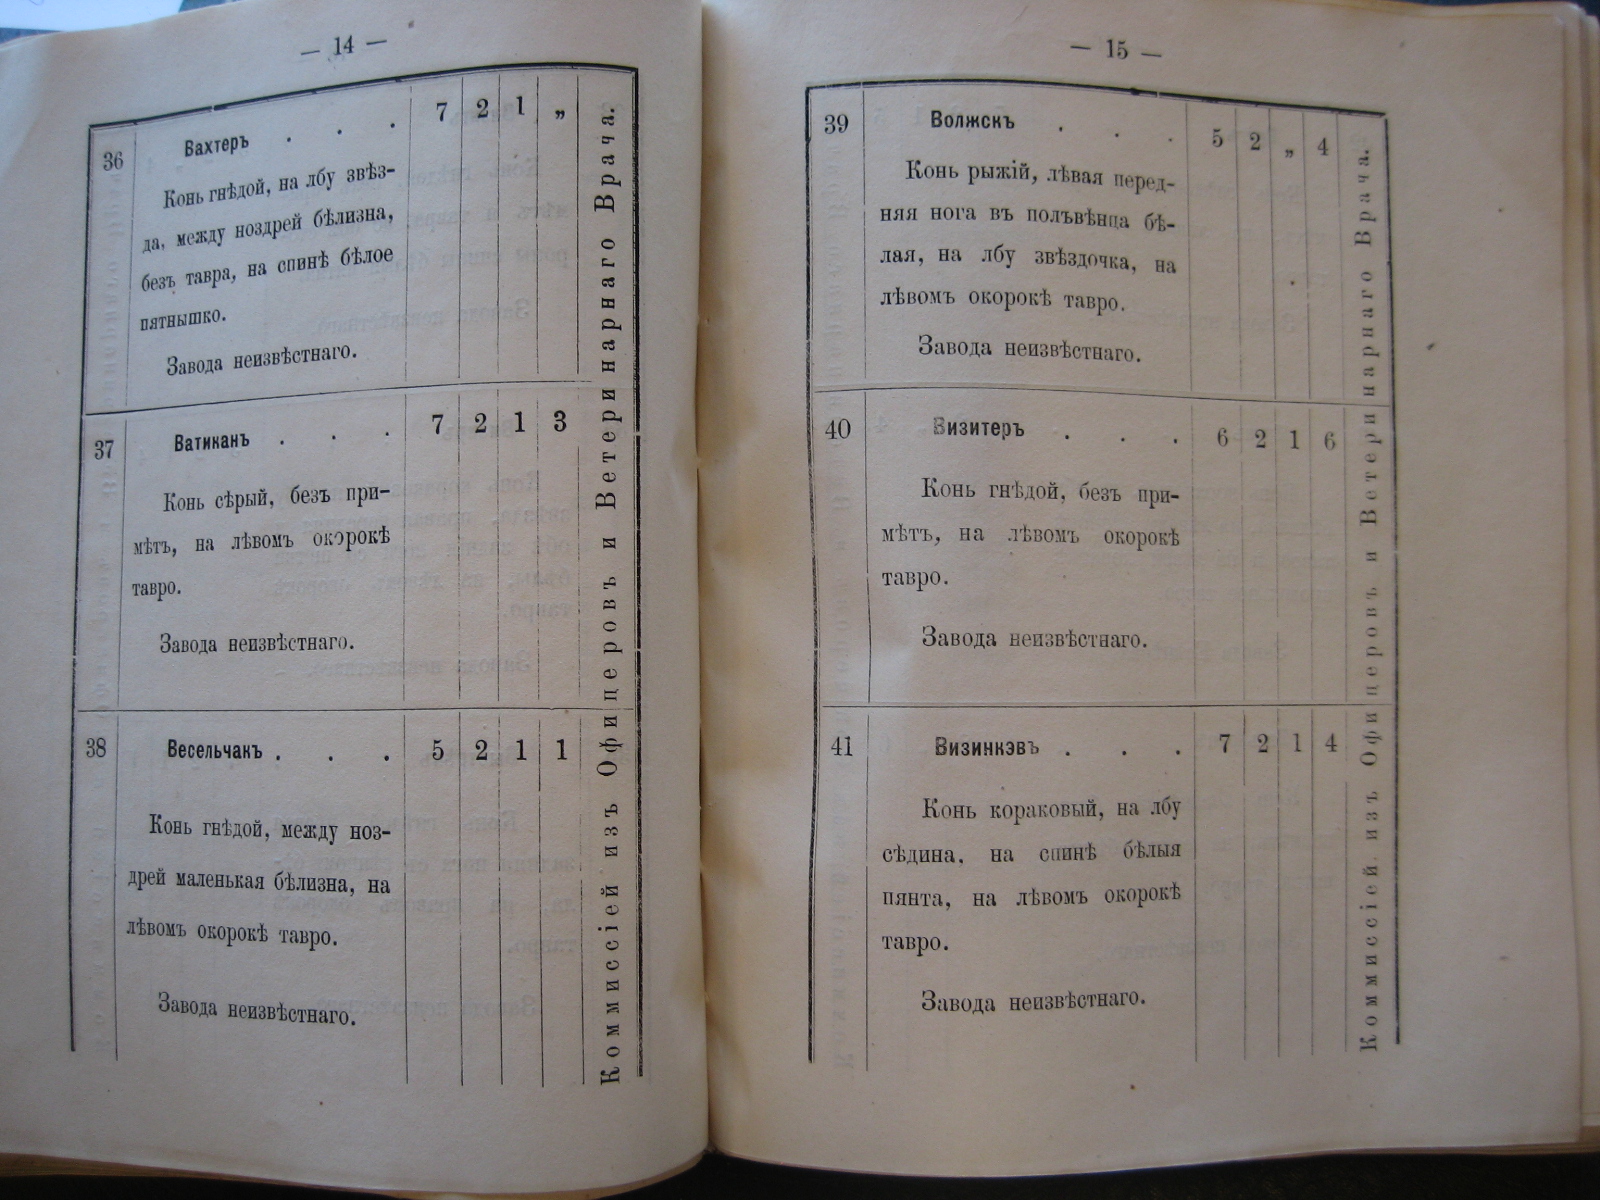 — 14 —
36 Вахтеръ . . . 7 2 1 „
Конь гнѣдой, на лбу звѣз-
да, между ноздрей бѣлизна,
безъ тавра, на спинѣ бѣлое
пятнышко.
Завода неизвѣстнаго.
37 Ватиканъ . . . 7 2 1 3
Конь сѣрый, безъ при-
мѣтъ, на лѣвомъ окорокѣ
тавро.
Завода неизвѣстнаго.
38 Весельчакъ . . . 5 2 1 1
Конь гнѣдой, между ноз-
дрей маленькая бѣлизна, на
лѣвомъ окорокѣ тавро.
Завода неизвѣстнаго.
Коммиссіей изъ Офицеровъ и Ветеринарнаго Врача.
— 15 —
39 Волжскъ . . . 5 2 „ 4
Конь рыжій, лѣвая перед-
няя нога въ полъвѣнца бѣ-
лая, на лбу звѣздочка, на
лѣвомъ окорокѣ тавро.
Завода неизвѣстнаго.
40 Визитеръ . . . 6 2 1 6
Конь гнѣдой, безъ при-
мѣтъ, на лѣвомъ окорокѣ
тавро.
Завода неизвѣстнаго.
41 Визинкэвъ . . . 7 2 1 4
Конь кораковый, на лбу
сѣдина, на спинѣ бѣлыя
пянта, на лѣвомъ окорокѣ
тавро.
Завода неизвѣстнаго.
Коммиссіей изъ Офицеровъ и Ветеринарнаго Врача.